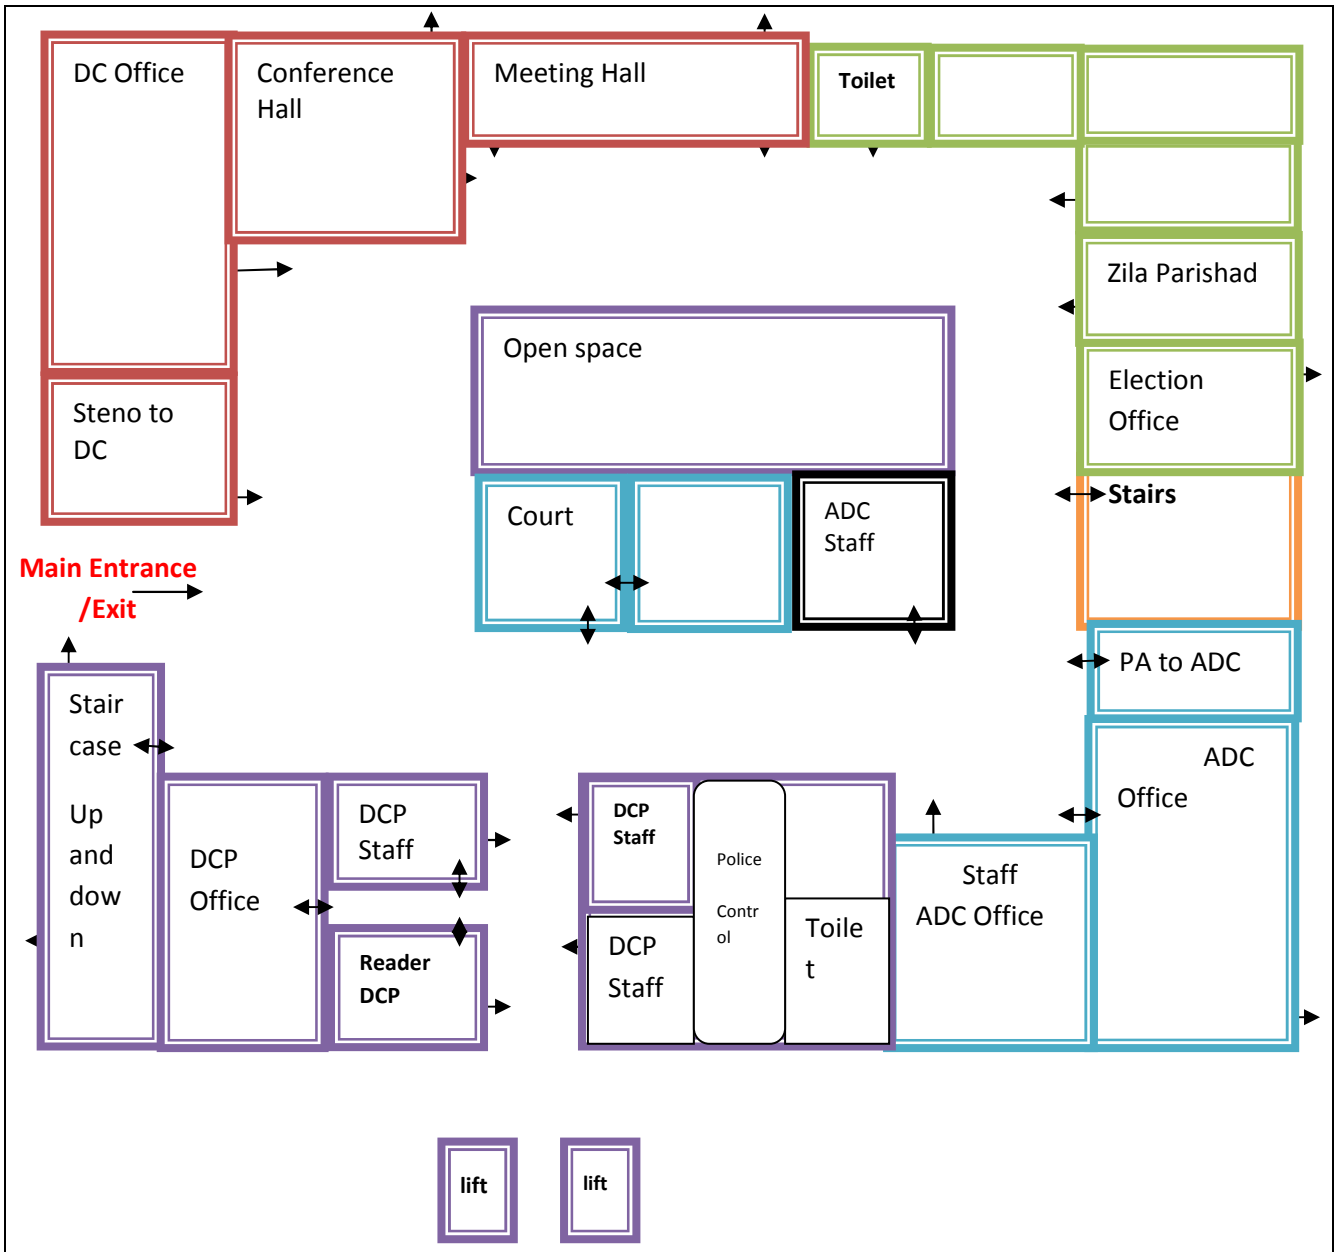 DC Office
Conference
Hall
Meeting Hall
Toilet
Zila Parishad
Open space
Election
Office
Steno to
DC
Stairs
Court
ADC
Staff
Main Entrance
/Exit
PA to ADC
Stair
case
Up
and
dow
n
DCP
Office
DCP
Staff
Reader
DCP
DCP
Staff
DCP
Staff
Police
Contr
ol
Toile
t
Staff
ADC Office
ADC
Office
lift
lift